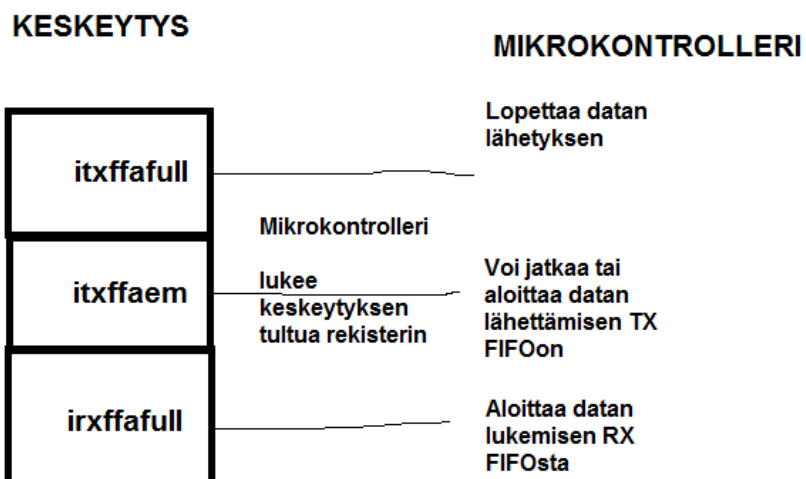 KESKEYTYS
MIKROKONTROLLERI
itxffafull
Lopettaa datan
lähetyksen
Mikrokontrolleri
itxffaem
lukee
keskeytyksen
tultua rekisterin
Voi jatkaa tai
aloittaa datan
lähettämisen TX
FIFOon
irxffafull
Aloittaa datan
lukemisen RX
FIFOsta